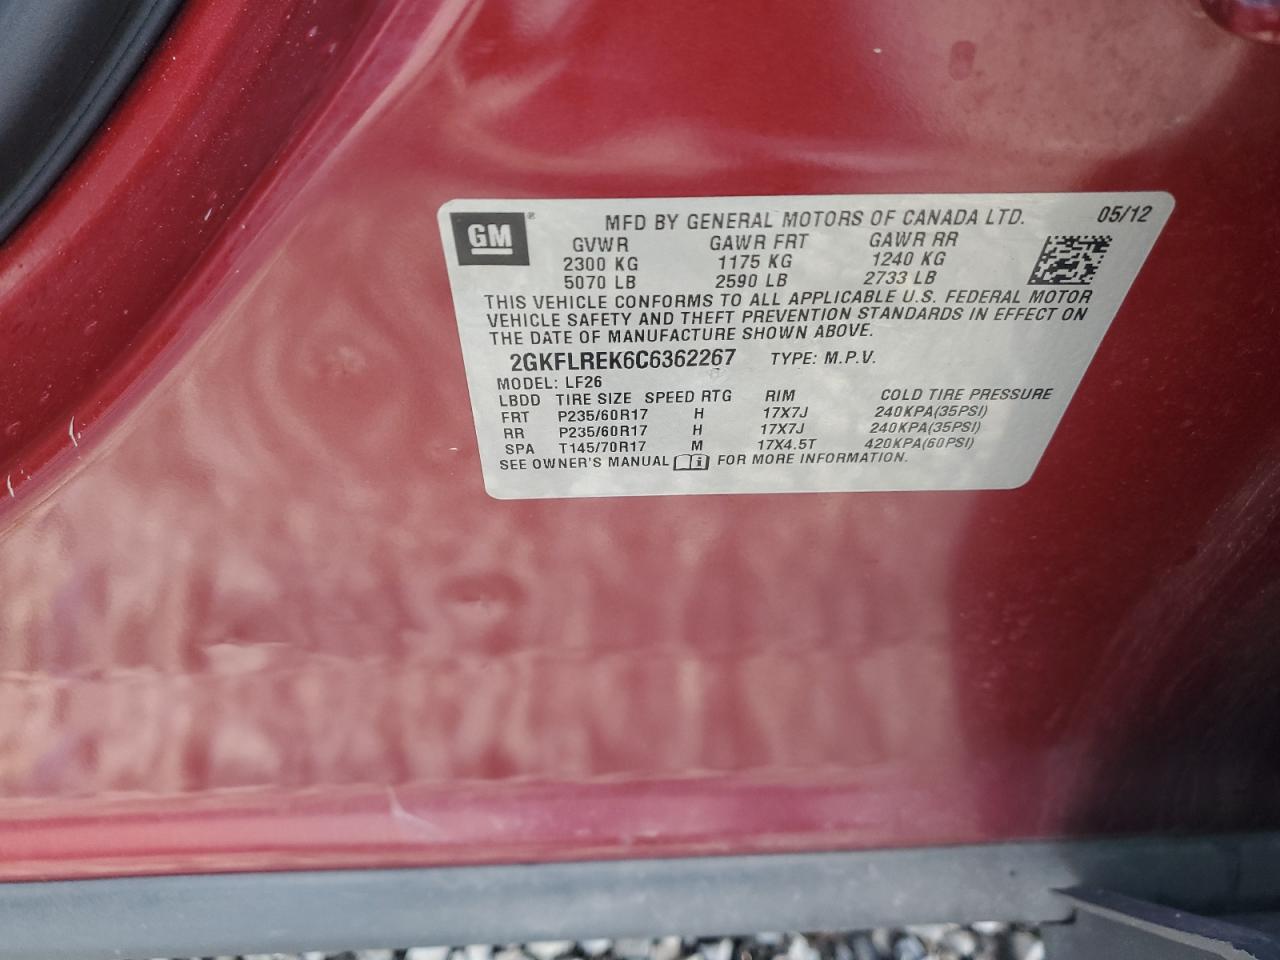 GM® MFD BY GENERAL MOTORS OF CANADA LTD. 05/12
GVWR GAWR FRT GAWR RR
2300 KG 1175 KG 1240 KG
5070 LB 2590 LB 2733 LB
THIS VEHICLE CONFORMS TO ALL APPLICABLE U.S. FEDERAL MOTOR
VEHICLE SAFETY AND THEFT PREVENTION STANDARDS IN EFFECT ON
THE DATE OF MANUFACTURE SHOWN ABOVE.
2GKFLREK6C6362267 TYPE: M.P.V.
MODEL: LF26
LBDD TIRE SIZE SPEED RTG RIM COLD TIRE PRESSURE
FRT P235/60R17 H 17X7J 240KPA(35PSI)
RR P235/60R17 H 17X7J 240KPA(35PSI)
SPA T145/70R17 M 17X4.5T 420KPA(60PSI)
SEE OWNER'S MANUAL i FOR MORE INFORMATION.